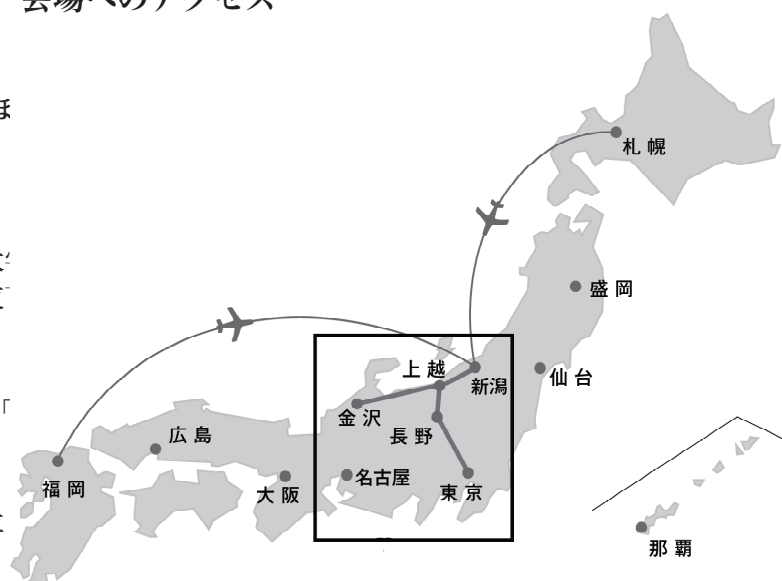 会場へのアクセス
札幌
盛岡
仙台
上越
新潟
金沢
長野
広島
名古屋
福岡
大阪
東京
那覇